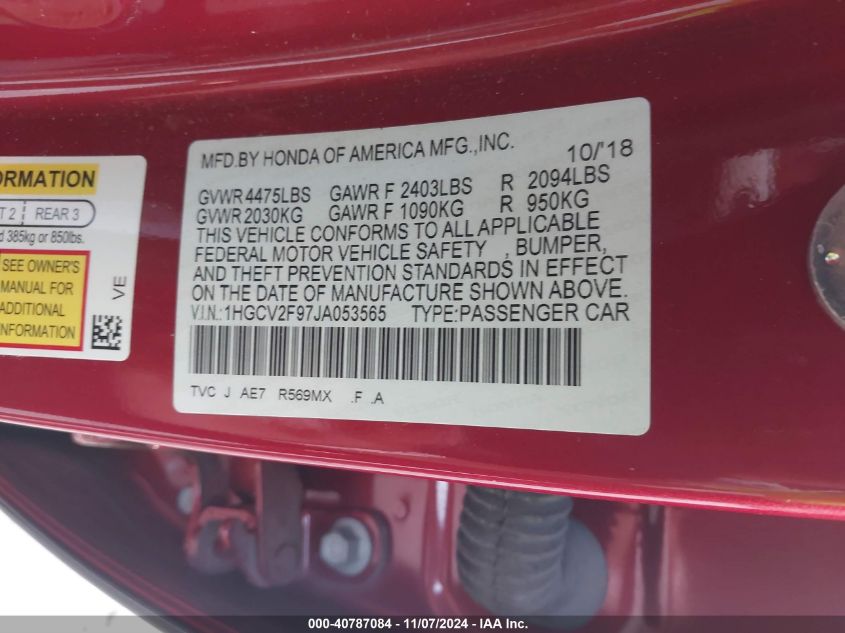 ORMATION
T 2 | REAR 3
d 385kg or 850lbs.
SEE OWNER'S
MANUAL FOR
ADDITIONAL
INFORMATION
VE
MFD.BY HONDA OF AMERICA MFG.,INC. 10/'18
GVWR 4475LBS GAWR F 2403LBS R 2094LBS
GVWR 2030KG GAWR F 1090KG R 950KG
THIS VEHICLE CONFORMS TO ALL APPLICABLE
FEDERAL MOTOR VEHICLE SAFETY , BUMPER,
AND THEFT PREVENTION STANDARDS IN EFFECT
ON THE DATE OF MANUFACTURE SHOWN ABOVE.
V.I.N.:1HGCV2F97JA053565 TYPE:PASSENGER CAR
TVC J AE7 R569MX .F .A
000-40787084 - 11/07/2024 - IAA Inc.